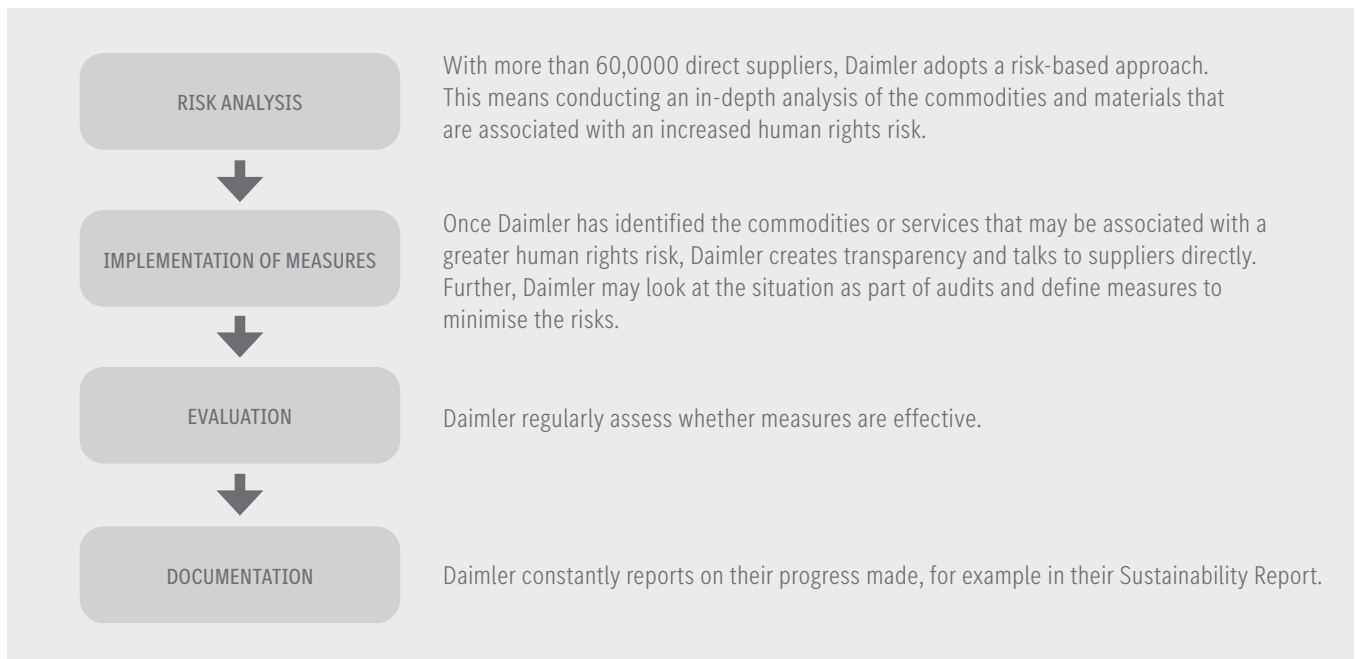 RISK ANALYSIS
With more than 60,0000 direct suppliers, Daimler adopts a risk-based approach.
This means conducting an in-depth analysis of the commodities and materials that
are associated with an increased human rights risk.
IMPLEMENTATION OF MEASURES
Once Daimler has identified the commodities or services that may be associated with a
greater human rights risk, Daimler creates transparency and talks to suppliers directly.
Further, Daimler may look at the situation as part of audits and define measures to
minimise the risks.
EVALUATION
Daimler regularly assess whether measures are effective.
DOCUMENTATION
Daimler constantly reports on their progress made, for example in their Sustainability Report.